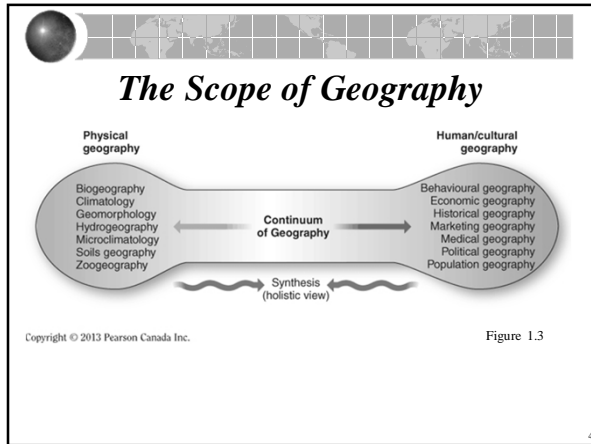 The Scope of Geography
Physical
geography
Human/cultural
geography
Biogeography
Climatology
Geomorphology
Hydrogeography
Microclimatology
Soils geography
Zoogeography
Continuum
of Geography
Behavioural geography
Economic geography
Historical geography
Marketing geography
Medical geography
Political geography
Population geography
Synthesis
(holistic view)
Copyright © 2013 Pearson Canada Inc.
Figure 1.3
4